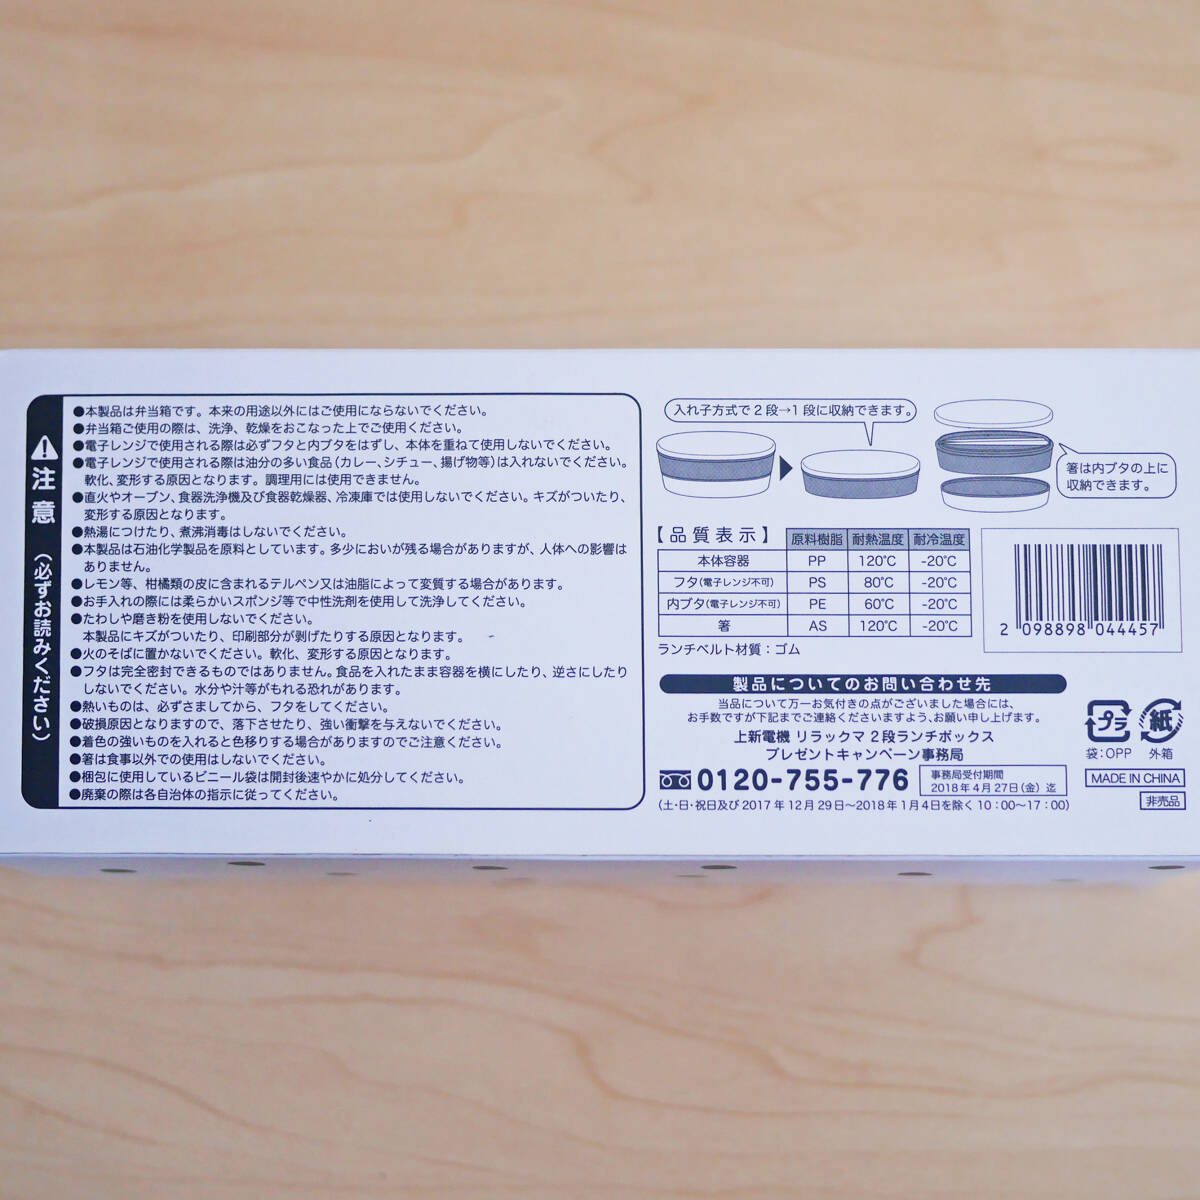 注意
（必ずお読みください）
●本製品は弁当箱です。本来の用途以外にはご使用にならないでください。
●弁当箱ご使用の際は、洗浄、乾燥をおこなった上でご使用ください。
●電子レンジで使用される際は必ずフタと内ブタをはずし、本体を重ねて使用しないでください。
●電子レンジで使用される際は油分の多い食品（カレー、シチュー、揚げ物等）は入れないでください。
軟化、変形する原因となります。調理用には使用できません。
●直火やオーブン、食器洗浄機及び食器乾燥器、冷凍庫では使用しないでください。キズがついたり、
変形する原因となります。
●熱湯につけたり、煮沸消毒はしないでください。
●本製品は石油化学製品を原料としています。多少においが残る場合がありますが、人体への影響は
ありません。
●レモン等、柑橘類の皮に含まれるテルペン又は油脂によって変質する場合があります。
●お手入れの際には柔らかいスポンジ等で中性洗剤を使用して洗浄してください。
●たわしや磨き粉を使用しないでください。
本製品にキズがついたり、印刷部分が剥げたりする原因となります。
●火のそばに置かないでください。軟化、変形する原因となります。
●フタは完全密封できるものではありません。食品を入れたまま容器を横にしたり、逆さにしたり
しないでください。水分や汁等がもれる恐れがあります。
●熱いものは、必ずさましてから、フタをしてください。
●破損原因となりますので、落下させたり、強い衝撃を与えないでください。
●着色の強いものを入れると色移りする場合がありますのでご注意ください。
●箸は食事以外での使用はしないでください。
●梱包に使用しているビニール袋は開封後速やかに処分してください。
●廃棄の際は各自治体の指示に従ってください。
入れ子方式で2段→1段に収納できます。
箸は内ブタの上に
収納できます。
【品質表示】 原料樹脂 耐熱温度 耐冷温度
本体容器 PP 120℃ -20℃
フタ（電子レンジ不可） PS 80℃ -20℃
内ブタ（電子レンジ不可） PE 60℃ -20℃
箸 AS 120℃ -20℃
ランチベルト材質：ゴム
2 098898 044457
製品についてのお問い合わせ先
当品について万一お気付きの点がございました場合には、
お手数ですが下記までご連絡くださいますよう、お願い申し上げます。
上新電機 リラックマ2段ランチボックス
プレゼントキャンペーン事務局
0120-755-776
事務局受付期間
2018年4月27日（金）迄
（土・日・祝日及び2017年12月29日〜2018年1月4日を除く10：00〜17：00）
プラ
袋：OPP
紙
外箱
MADE IN CHINA
非売品